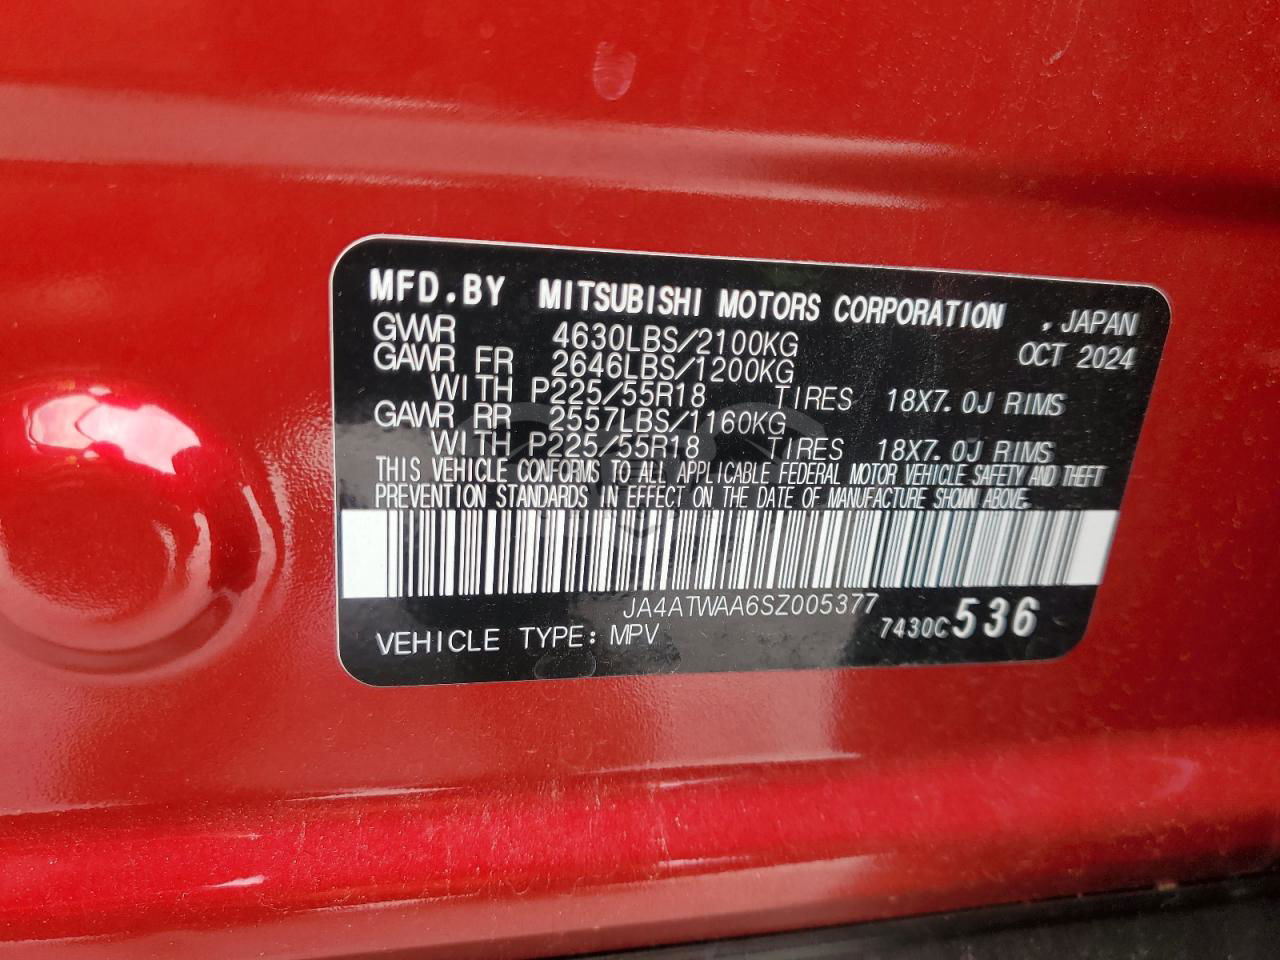 MFD.BY MITSUBISHI MOTORS CORPORATION , JAPAN
GVWR 4630LBS/2100KG OCT 2024
GAWR FR 2646LBS/1200KG
WITH P225/55R18 TIRES 18X7.0J RIMS
GAWR RR 2557LBS/1160KG
WITH P225/55R18 TIRES 18X7.0J RIMS
THIS VEHICLE CONFORMS TO ALL APPLICABLE FEDERAL MOTOR VEHICLE SAFETY AND THEFT
PREVENTION STANDARDS IN EFFECT ON THE DATE OF MANUFACTURE SHOWN ABOVE.
JA4ATWAA6SZ005377
VEHICLE TYPE: MPV 7430C536